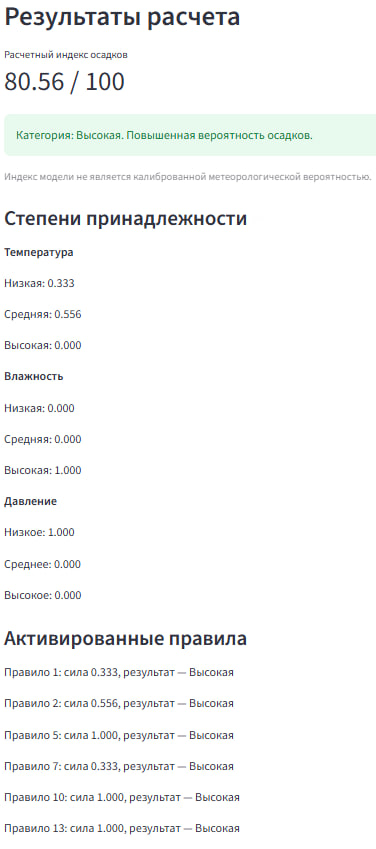 Результаты расчета
Расчетный индекс осадков
80.56 / 100
Категория: Высокая. Повышенная вероятность осадков.
Индекс модели не является калиброванной метеорологической вероятностью.
Степени принадлежности
Температура
Низкая: 0.333
Средняя: 0.556
Высокая: 0.000
Влажность
Низкая: 0.000
Средняя: 0.000
Высокая: 1.000
Давление
Низкое: 1.000
Среднее: 0.000
Высокое: 0.000
Активированные правила
Правило 1: сила 0.333, результат — Высокая
Правило 2: сила 0.556, результат — Высокая
Правило 5: сила 1.000, результат — Высокая
Правило 7: сила 0.333, результат — Высокая
Правило 10: сила 1.000, результат — Высокая
Правило 13: сила 1.000, результат — Высокая